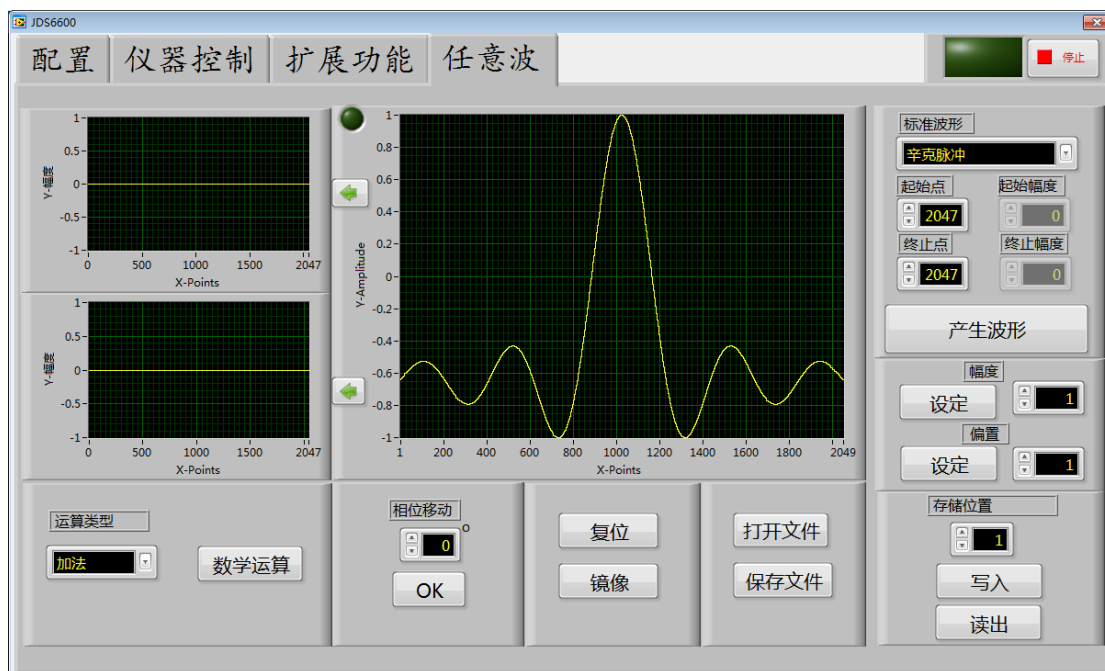 JDS6600
配置 仪器控制 扩展功能 任意波
停止
1
0.5
0
-0.5
-1
Y-幅度
0 500 1000 1500 2047
X-Points
1
0.5
0
-0.5
-1
Y-幅度
0 500 1000 1500 2047
X-Points
1
0.8
0.6
0.4
0.2
0
-0.2
-0.4
-0.6
-0.8
-1
Y-Amplitude
1 200 400 600 800 1000 1200 1400 1600 1800 2049
X-Points
标准波形
辛克脉冲
起始点 起始幅度
2047 0
终止点 终止幅度
2047 0
产生波形
幅度
设定 1
偏置
设定 1
运算类型
加法
数学运算
相位移动
0 o
OK
复位
镜像
打开文件
保存文件
存储位置
1
写入
读出